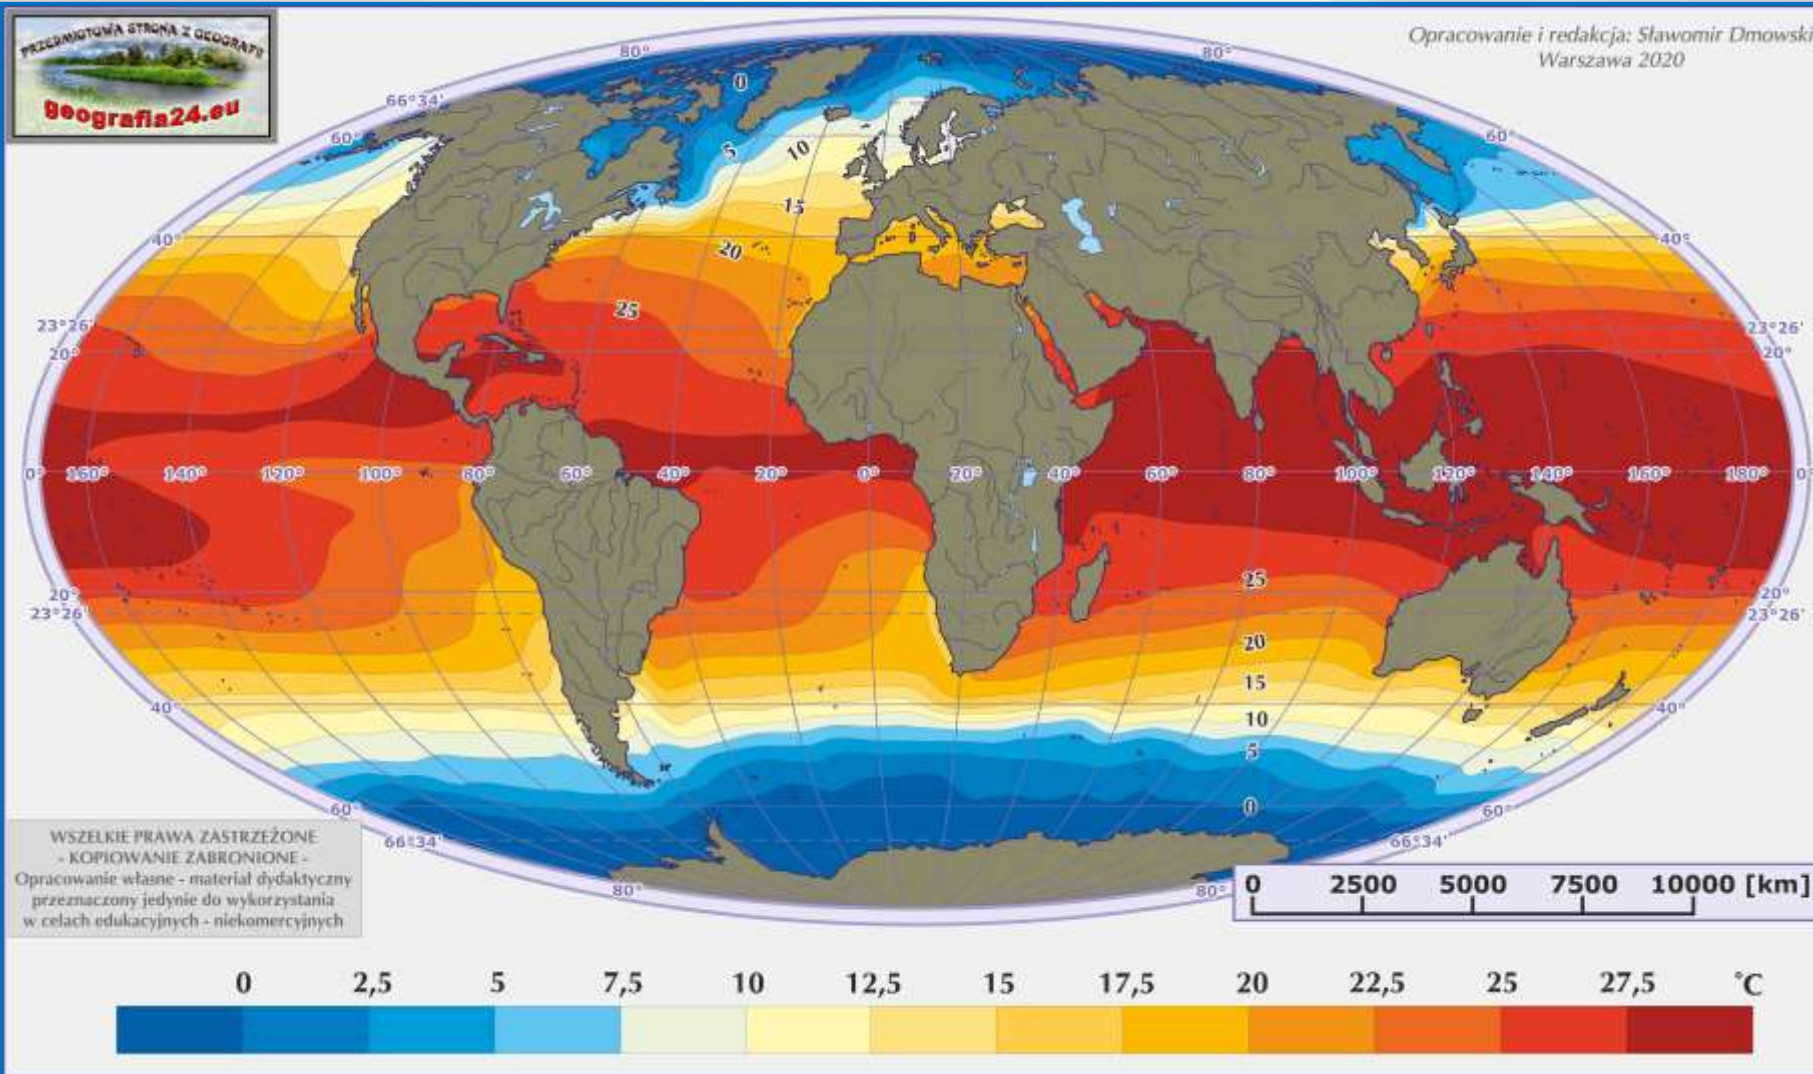 PRZEDMIOTOWA STRONA Z GEOGRAFII
geografia24.eu
Opracowanie i redakcja: Sławomir Dmowski
Warszawa 2020
80° 80°
0
66°34'
60° 60°
5 10
15
40° 40°
20
25
23°26' 23°26'
20° 20°
0° 160° 140° 120° 100° 80° 60° 40° 20° 0° 20° 40° 60° 80° 100° 120° 140° 160° 180° 0°
25
20° 20°
23°26' 23°26'
20
15
40° 40°
10
5
0
60° 60°
66°34' 66°34'
80° 80°
WSZELKIE PRAWA ZASTRZEŻONE
- KOPIOWANIE ZABRONIONE -
Opracowanie własne - materiał dydaktyczny
przeznaczony jedynie do wykorzystania
w celach edukacyjnych - niekomercyjnych
0 2500 5000 7500 10000 [km]
0 2,5 5 7,5 10 12,5 15 17,5 20 22,5 25 27,5 °C